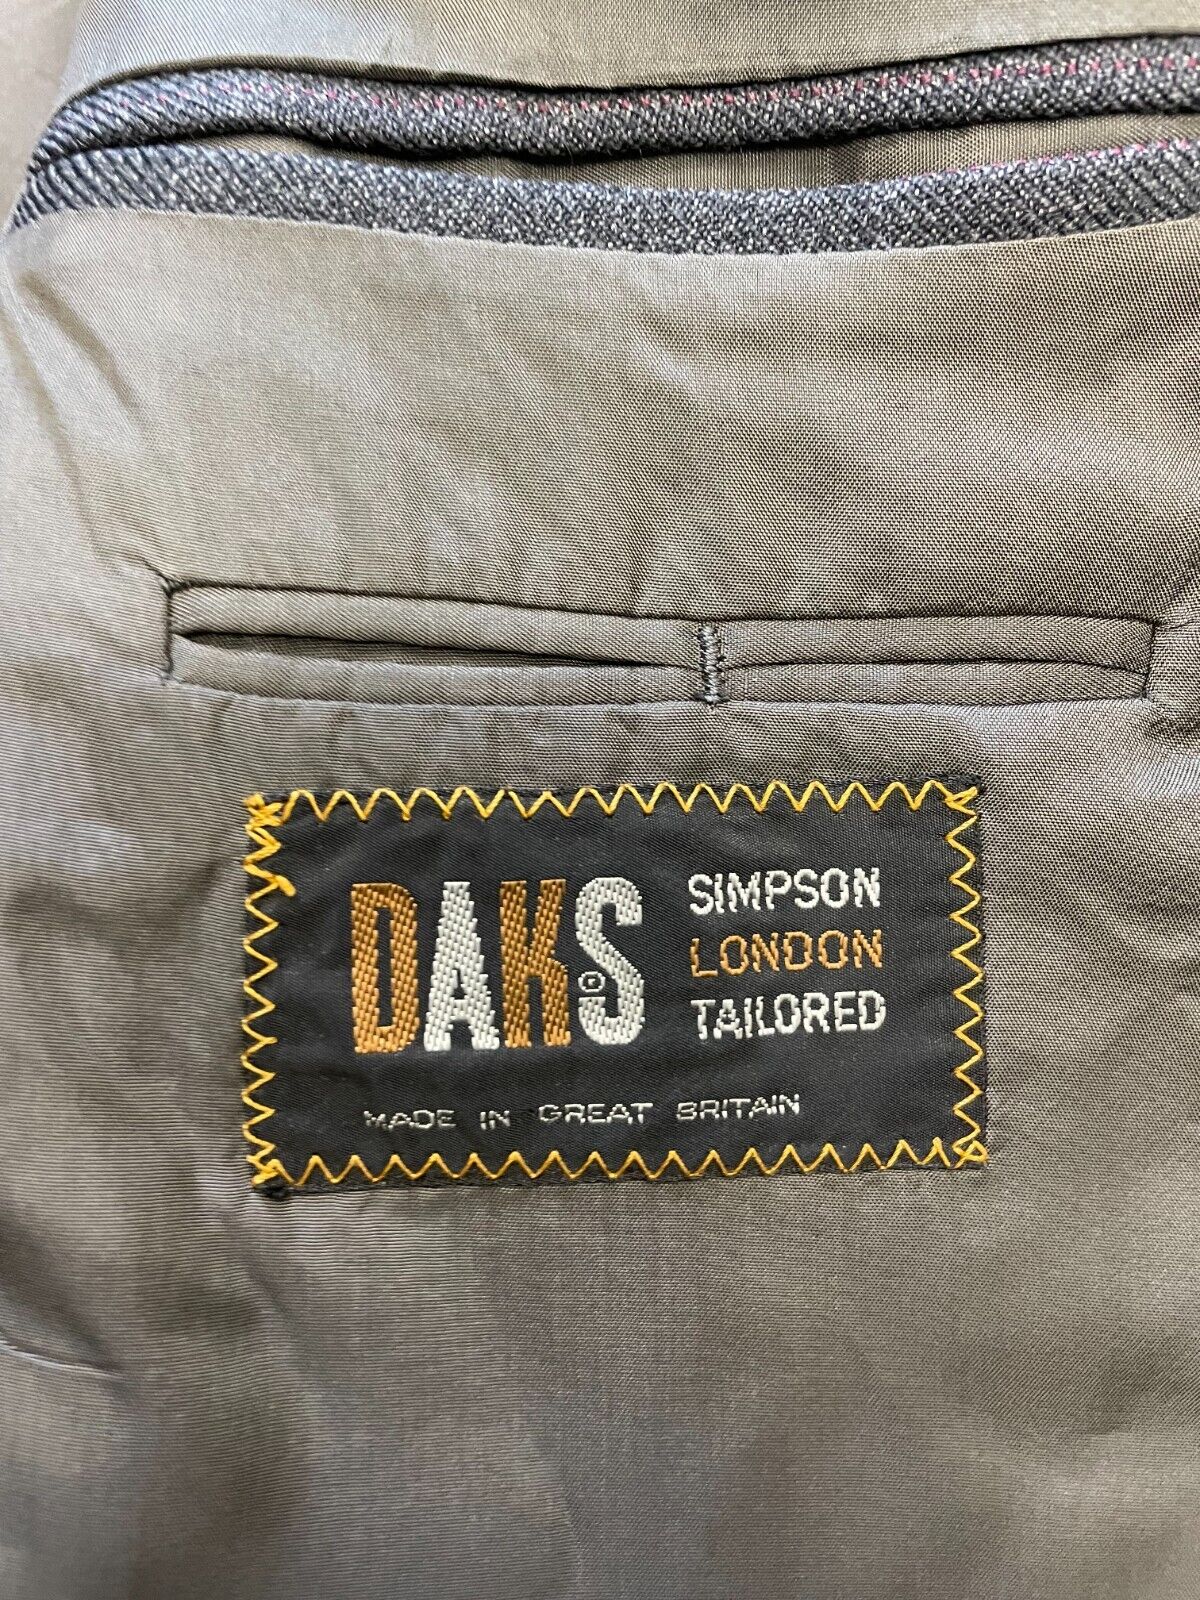 DAKS®
SIMPSON
LONDON
TAILORED
MADE IN GREAT BRITAIN